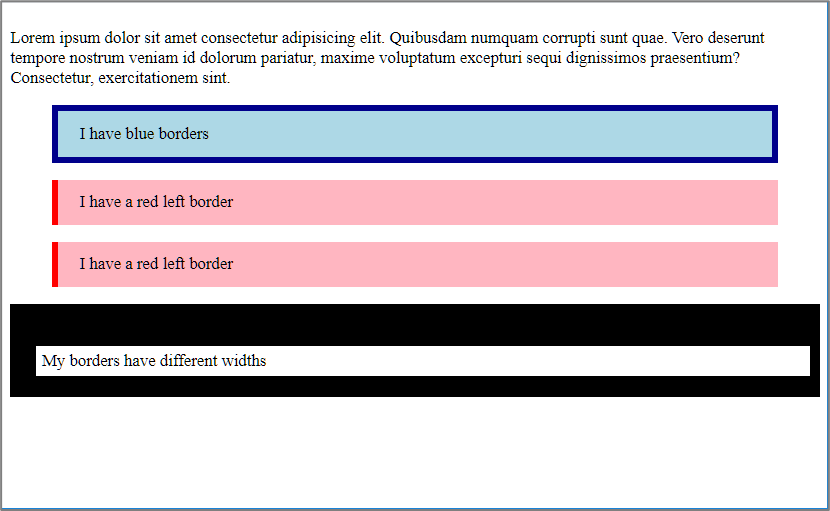 Lorem ipsum dolor sit amet consectetur adipisicing elit. Quibusdam numquam corrupti sunt quae. Vero deserunt
tempore nostrum veniam id dolorum pariatur, maxime voluptatum excepturi sequi dignissimos praesentium?
Consectetur, exercitationem sint.
I have blue borders
I have a red left border
I have a red left border
My borders have different widths